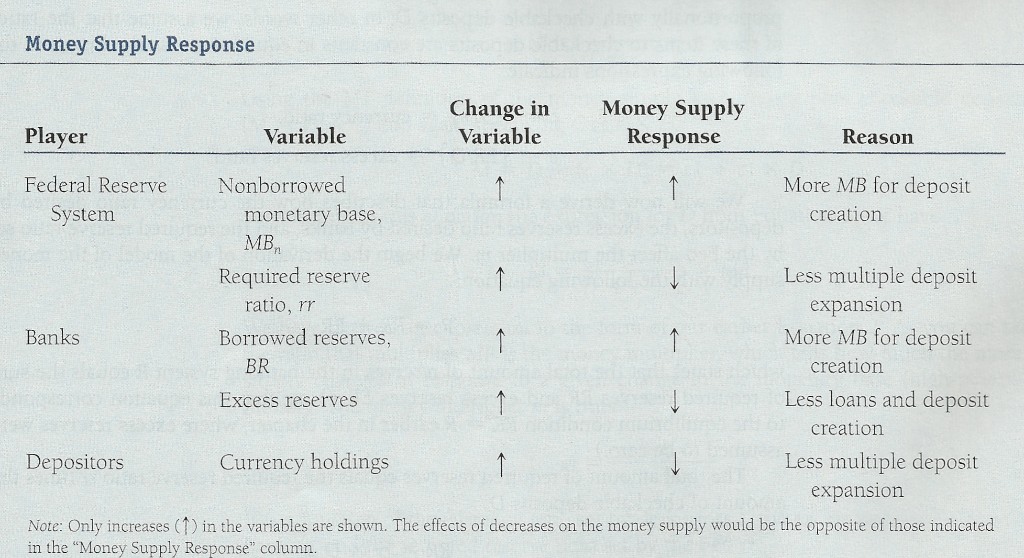 Money Supply Response
Change in Money Supply
Player Variable Variable Response Reason
Federal Reserve Nonborrowed ↑ ↑ More MB for deposit
System monetary base, creation
MBn
Required reserve ↑ ↓ Less multiple deposit
ratio, rr expansion
Banks Borrowed reserves, ↑ ↑ More MB for deposit
BR creation
Excess reserves ↑ ↓ Less loans and deposit
creation
Depositors Currency holdings ↑ ↓ Less multiple deposit
expansion
Note: Only increases (↑) in the variables are shown. The effects of decreases on the money supply would be the opposite of those indicated
in the “Money Supply Response” column.